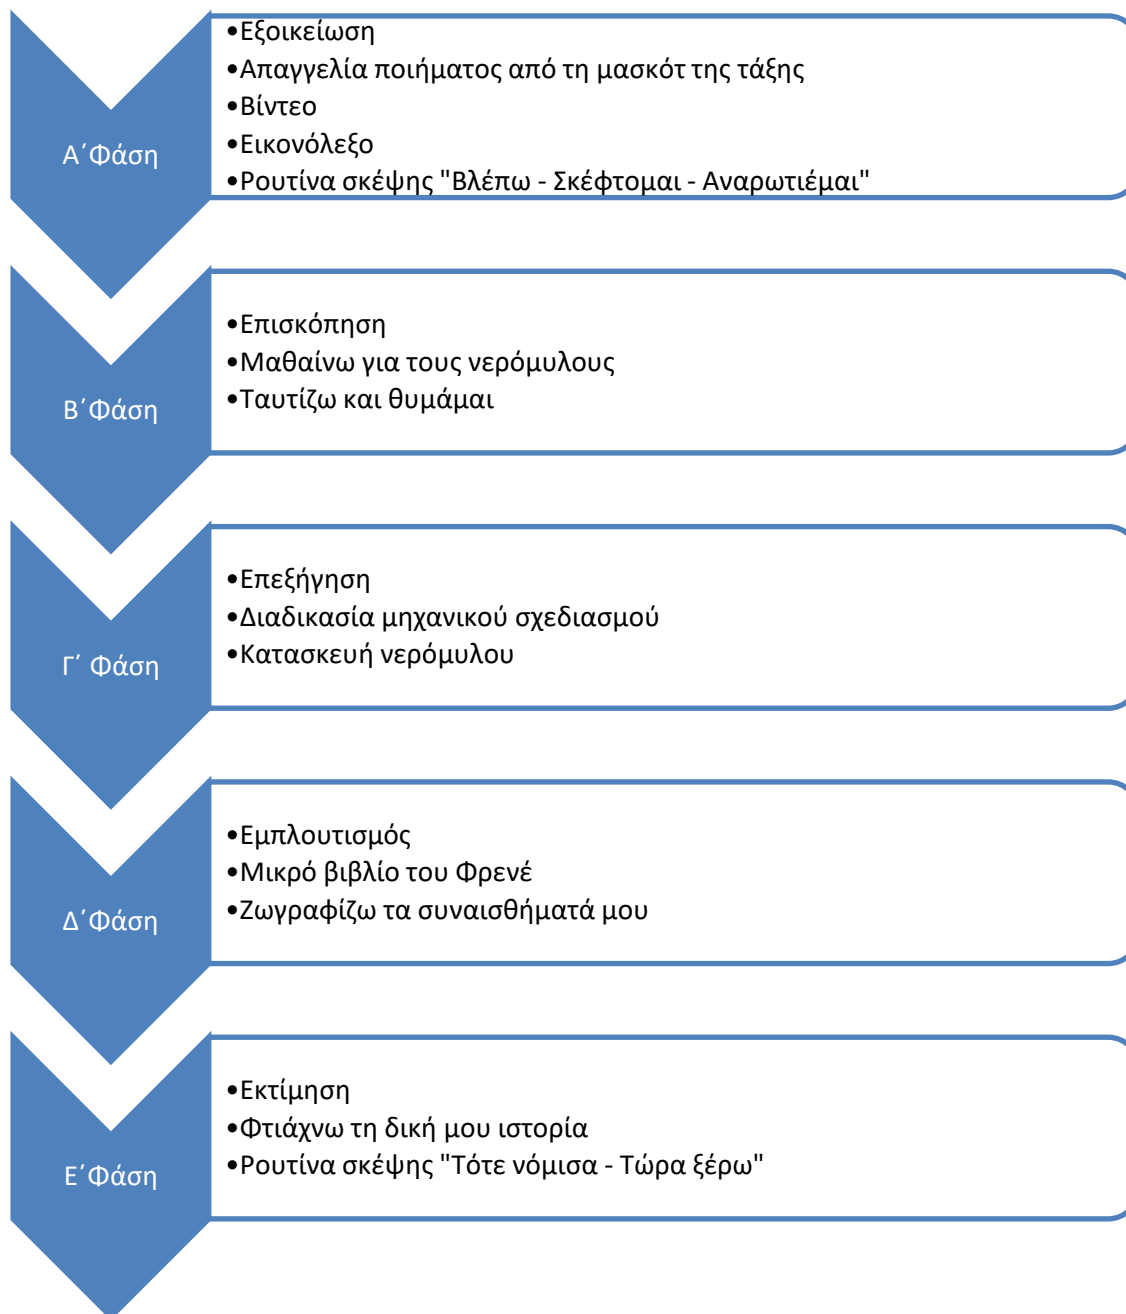 Α΄Φάση
•Εξοικείωση
•Απαγγελία ποιήματος από τη μασκότ της τάξης
•Βίντεο
•Εικονόλεξο
•Ρουτίνα σκέψης "Βλέπω - Σκέφτομαι - Αναρωτιέμαι"
Β΄Φάση
•Επισκόπηση
•Μαθαίνω για τους νερόμυλους
•Ταυτίζω και θυμάμαι
Γ΄ Φάση
•Επεξήγηση
•Διαδικασία μηχανικού σχεδιασμού
•Κατασκευή νερόμυλου
Δ΄Φάση
•Εμπλουτισμός
•Μικρό βιβλίο του Φρενέ
•Ζωγραφίζω τα συναισθήματά μου
Ε΄Φάση
•Εκτίμηση
•Φτιάχνω τη δική μου ιστορία
•Ρουτίνα σκέψης "Τότε νόμισα - Τώρα ξέρω"